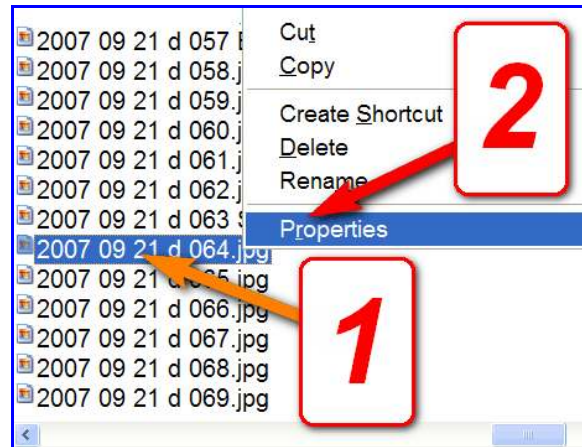 2007 09 21 d 057
2007 09 21 d 058.j
2007 09 21 d 059.
2007 09 21 d 060.j
2007 09 21 d 061.j
2007 09 21 d 062.j
2007 09 21 d 063
2007 09 21 d 064.jpg
2007 09 21 d 065.jpg
2007 09 21 d 066.jpg
2007 09 21 d 067.jpg
2007 09 21 d 068.jpg
2007 09 21 d 069.jpg
Cut
Copy
Create Shortcut
Delete
Rename
Properties
1
2